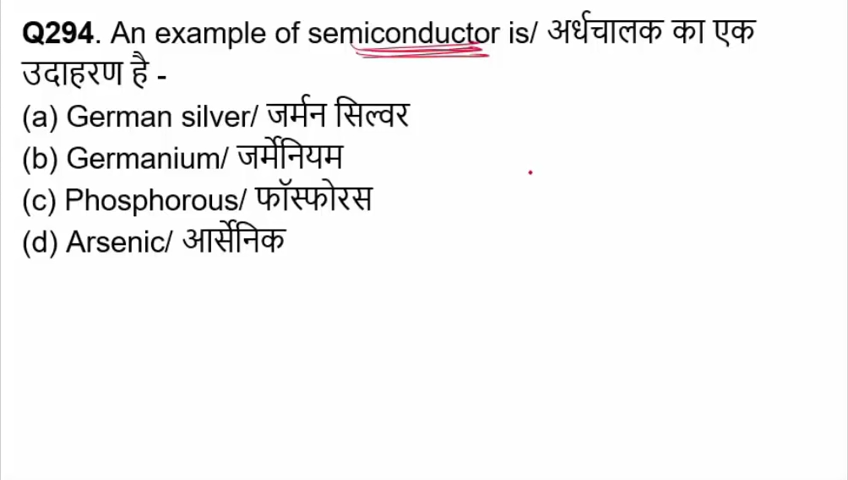 Q294. An example of semiconductor is/ अर्धचालक का एक
उदाहरण है -
(a) German silver/ जर्मन सिल्वर
(b) Germanium/ जर्मेनियम
(c) Phosphorous/ फॉस्फोरस
(d) Arsenic/ आर्सेनिक